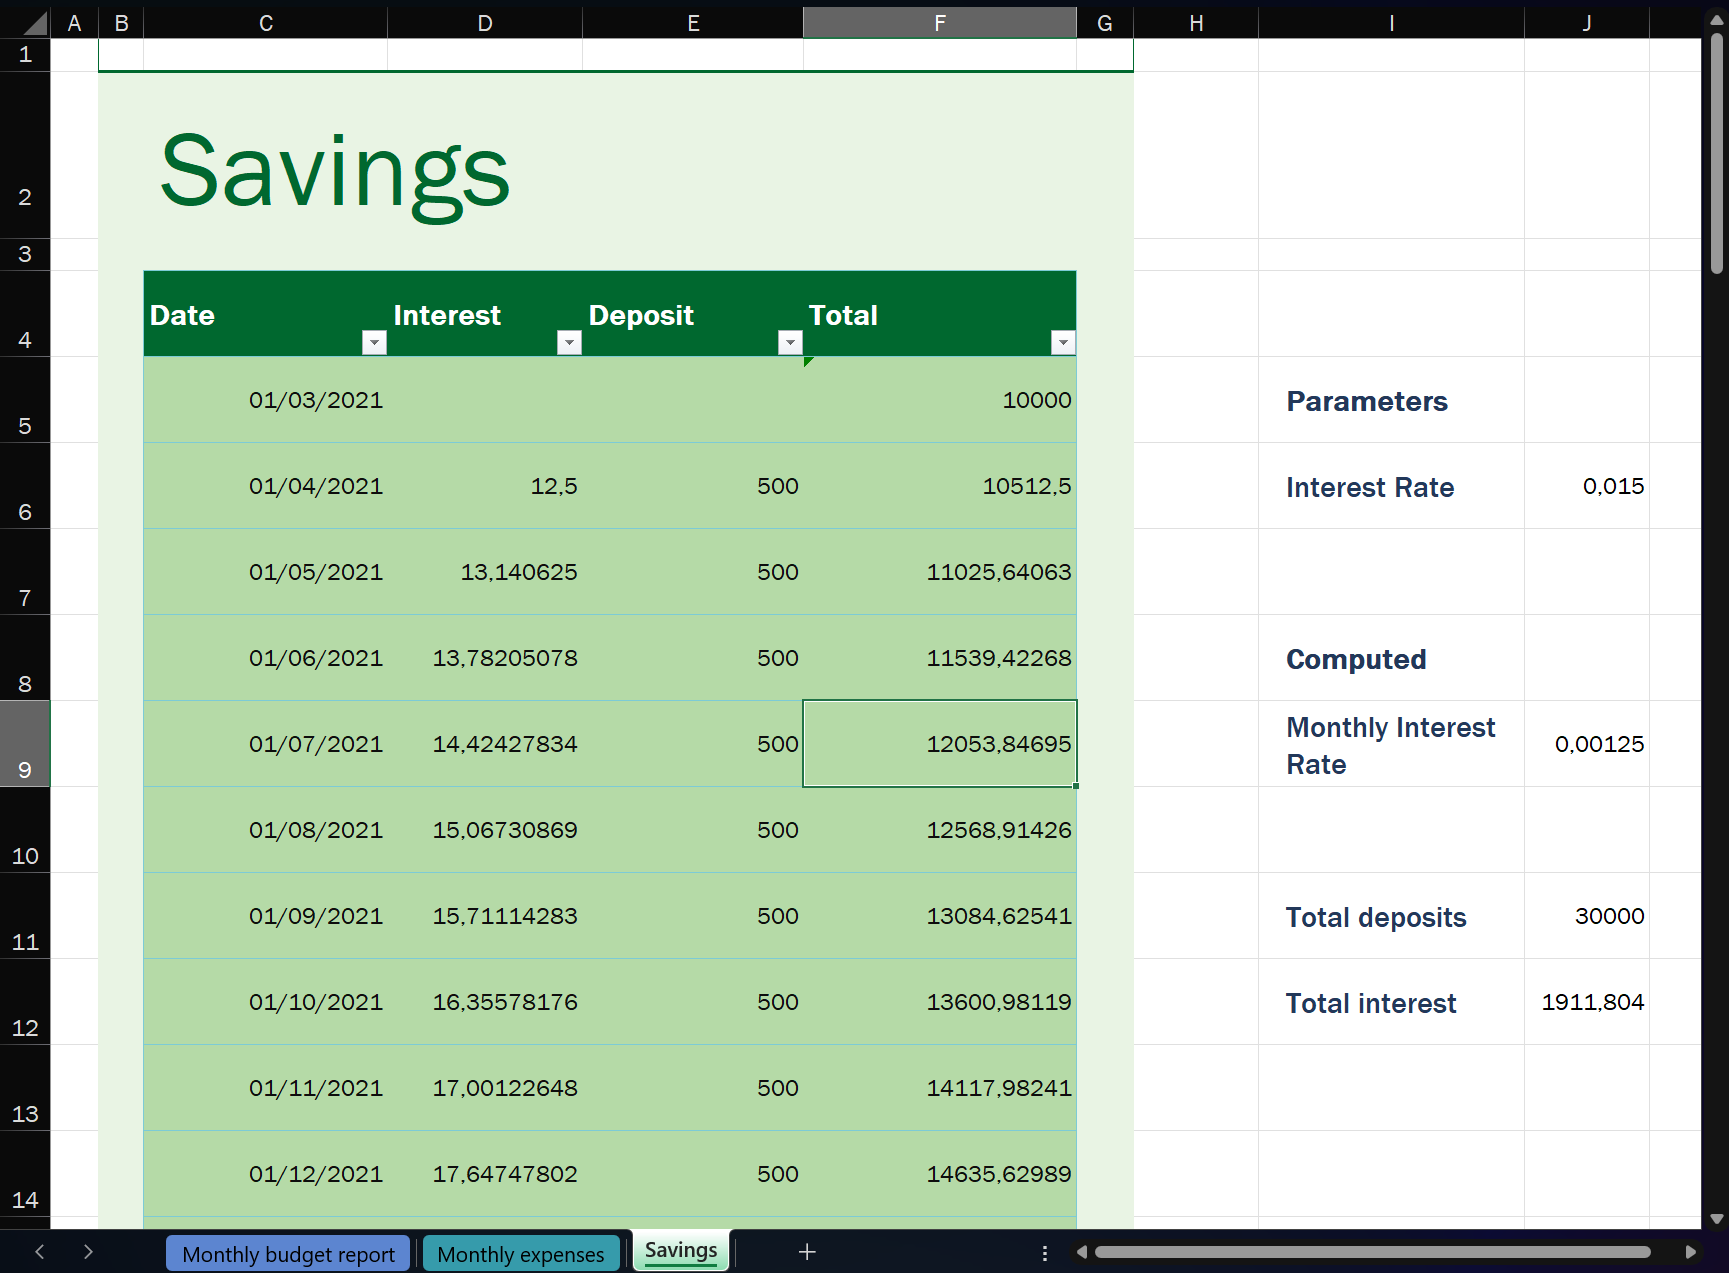 A B C D E F G H I J
1
2 Savings
3
4 Date Interest Deposit Total
5 01/03/2021 10000 Parameters
6 01/04/2021 12,5 500 10512,5 Interest Rate 0,015
7 01/05/2021 13,140625 500 11025,64063
8 01/06/2021 13,78205078 500 11539,42268 Computed
9 01/07/2021 14,42427834 500 12053,84695 Monthly Interest Rate 0,00125
10 01/08/2021 15,06730869 500 12568,91426
11 01/09/2021 15,71114283 500 13084,62541 Total deposits 30000
12 01/10/2021 16,35578176 500 13600,98119 Total interest 1911,804
13 01/11/2021 17,00122648 500 14117,98241
14 01/12/2021 17,64747802 500 14635,62989
Monthly budget report Monthly expenses Savings +